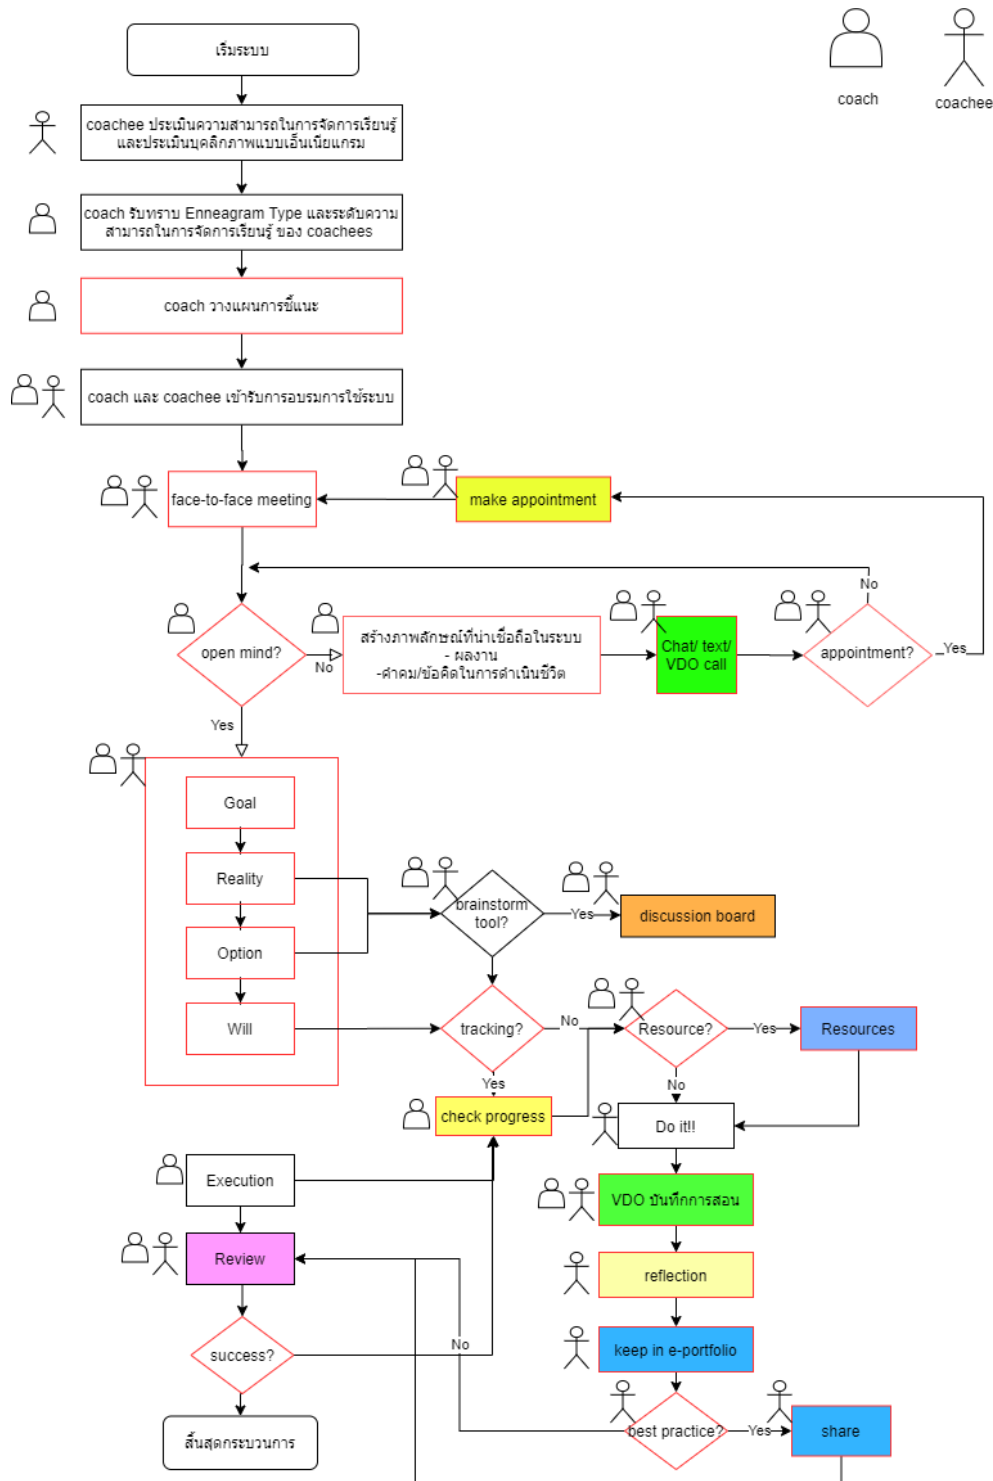 เริ่มระบบ
coach
coachee
coachee ประเมินความสามารถในการจัดการเรียนรู้
และประเมินบุคลิกภาพแบบเอ็นเนียแกรม
coach รับทราบ Enneagram Type และระดับความ
สามารถในการจัดการเรียนรู้ ของ coachees
coach วางแผนการชี้แนะ
coach และ coachee เข้ารับการอบรมการใช้ระบบ
face-to-face meeting
make appointment
No
open mind?
No
สร้างภาพลักษณ์ที่น่าเชื่อถือในระบบ
- ผลงาน
-คำคม/ข้อคิดในการดำเนินชีวิต
Chat/ text/
VDO call
appointment?
Yes
Yes
Goal
Reality
Option
Will
brainstorm
tool?
Yes
discussion board
tracking?
No
Resource?
Yes
Resources
Yes
No
check progress
Do it!!
Execution
VDO บันทึกการสอน
Review
reflection
success?
No
keep in e-portfolio
best practice?
Yes
share
สิ้นสุดกระบวนการ